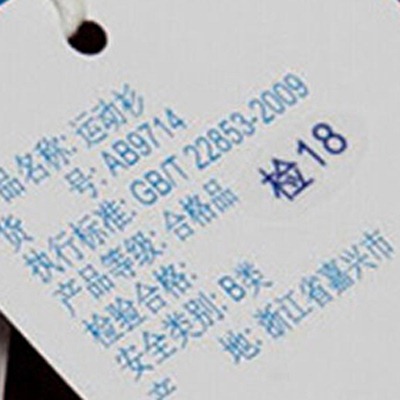 品名称: 运动衫
货 号: AB9714
执行标准: GB/T 22853-2009
产品等级: 合格品
检验合格: 检18
安全类别: B类
产 地: 浙江省嘉兴市